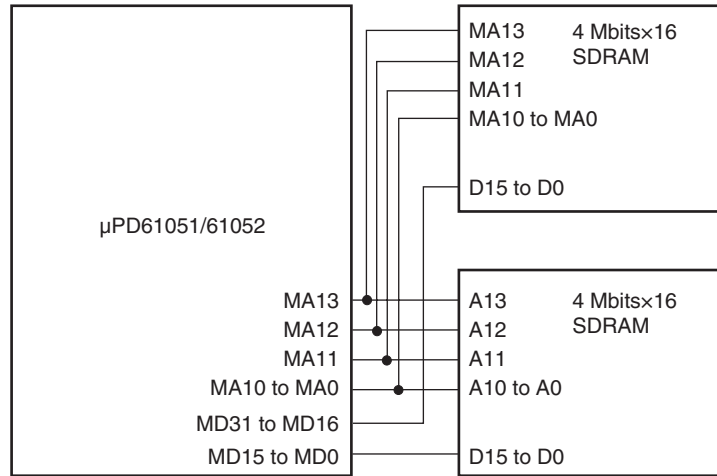 µPD61051/61052
MA13
MA12
MA11
MA10 to MA0
MD31 to MD16
MD15 to MD0
MA13
MA12
MA11
MA10 to MA0
D15 to D0
4 Mbits×16
SDRAM
A13
A12
A11
A10 to A0
D15 to D0
4 Mbits×16
SDRAM